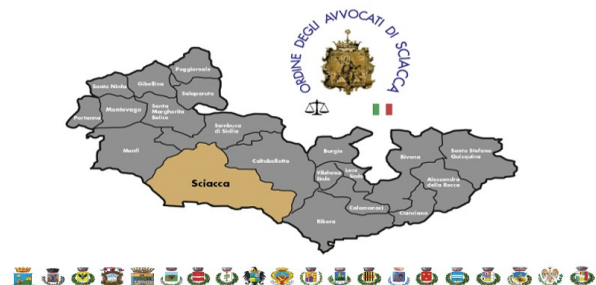 ORDINE DEGLI AVVOCATI DI SCIACCA
Poggioreale
Santa Ninfa
Gibellina
Salaparuta
Partanna
Montevago
Santa
Margherita
Belice
Sambuca
di Sicilia
Menfi
Sciacca
Caltabellotta
Burgio
Villafranca
Sicula
Lucca
Sicula
Bivona
Santo Stefano
Quisquina
Alessandria
della Rocca
Calamonaci
Cianciana
Ribera